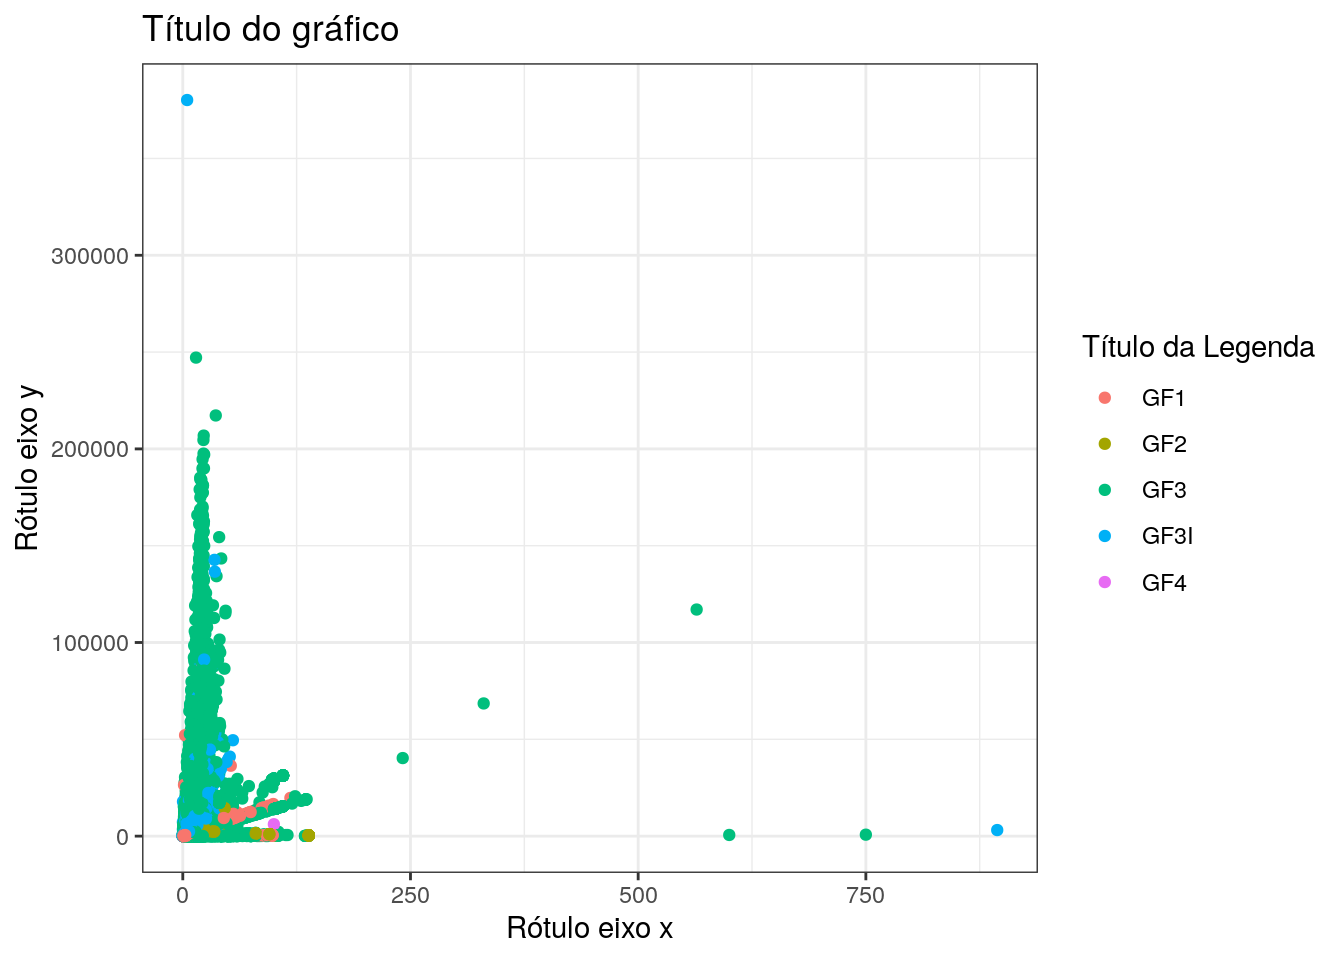 Título do gráfico
300000
200000
100000
0
0
250
500
750
Rótulo eixo x
Rótulo eixo y
Título da Legenda
GF1
GF2
GF3
GF3I
GF4